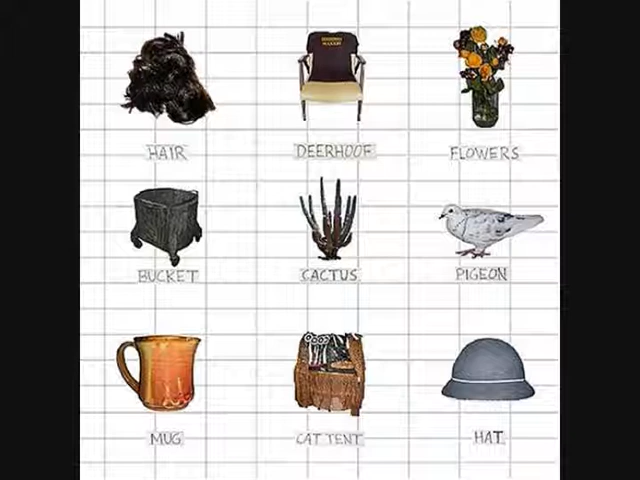 HAIR
DEERHOOF
FLOWERS
BUCKET
CACTUS
PIGEON
MUG
CAT TENT
HAT